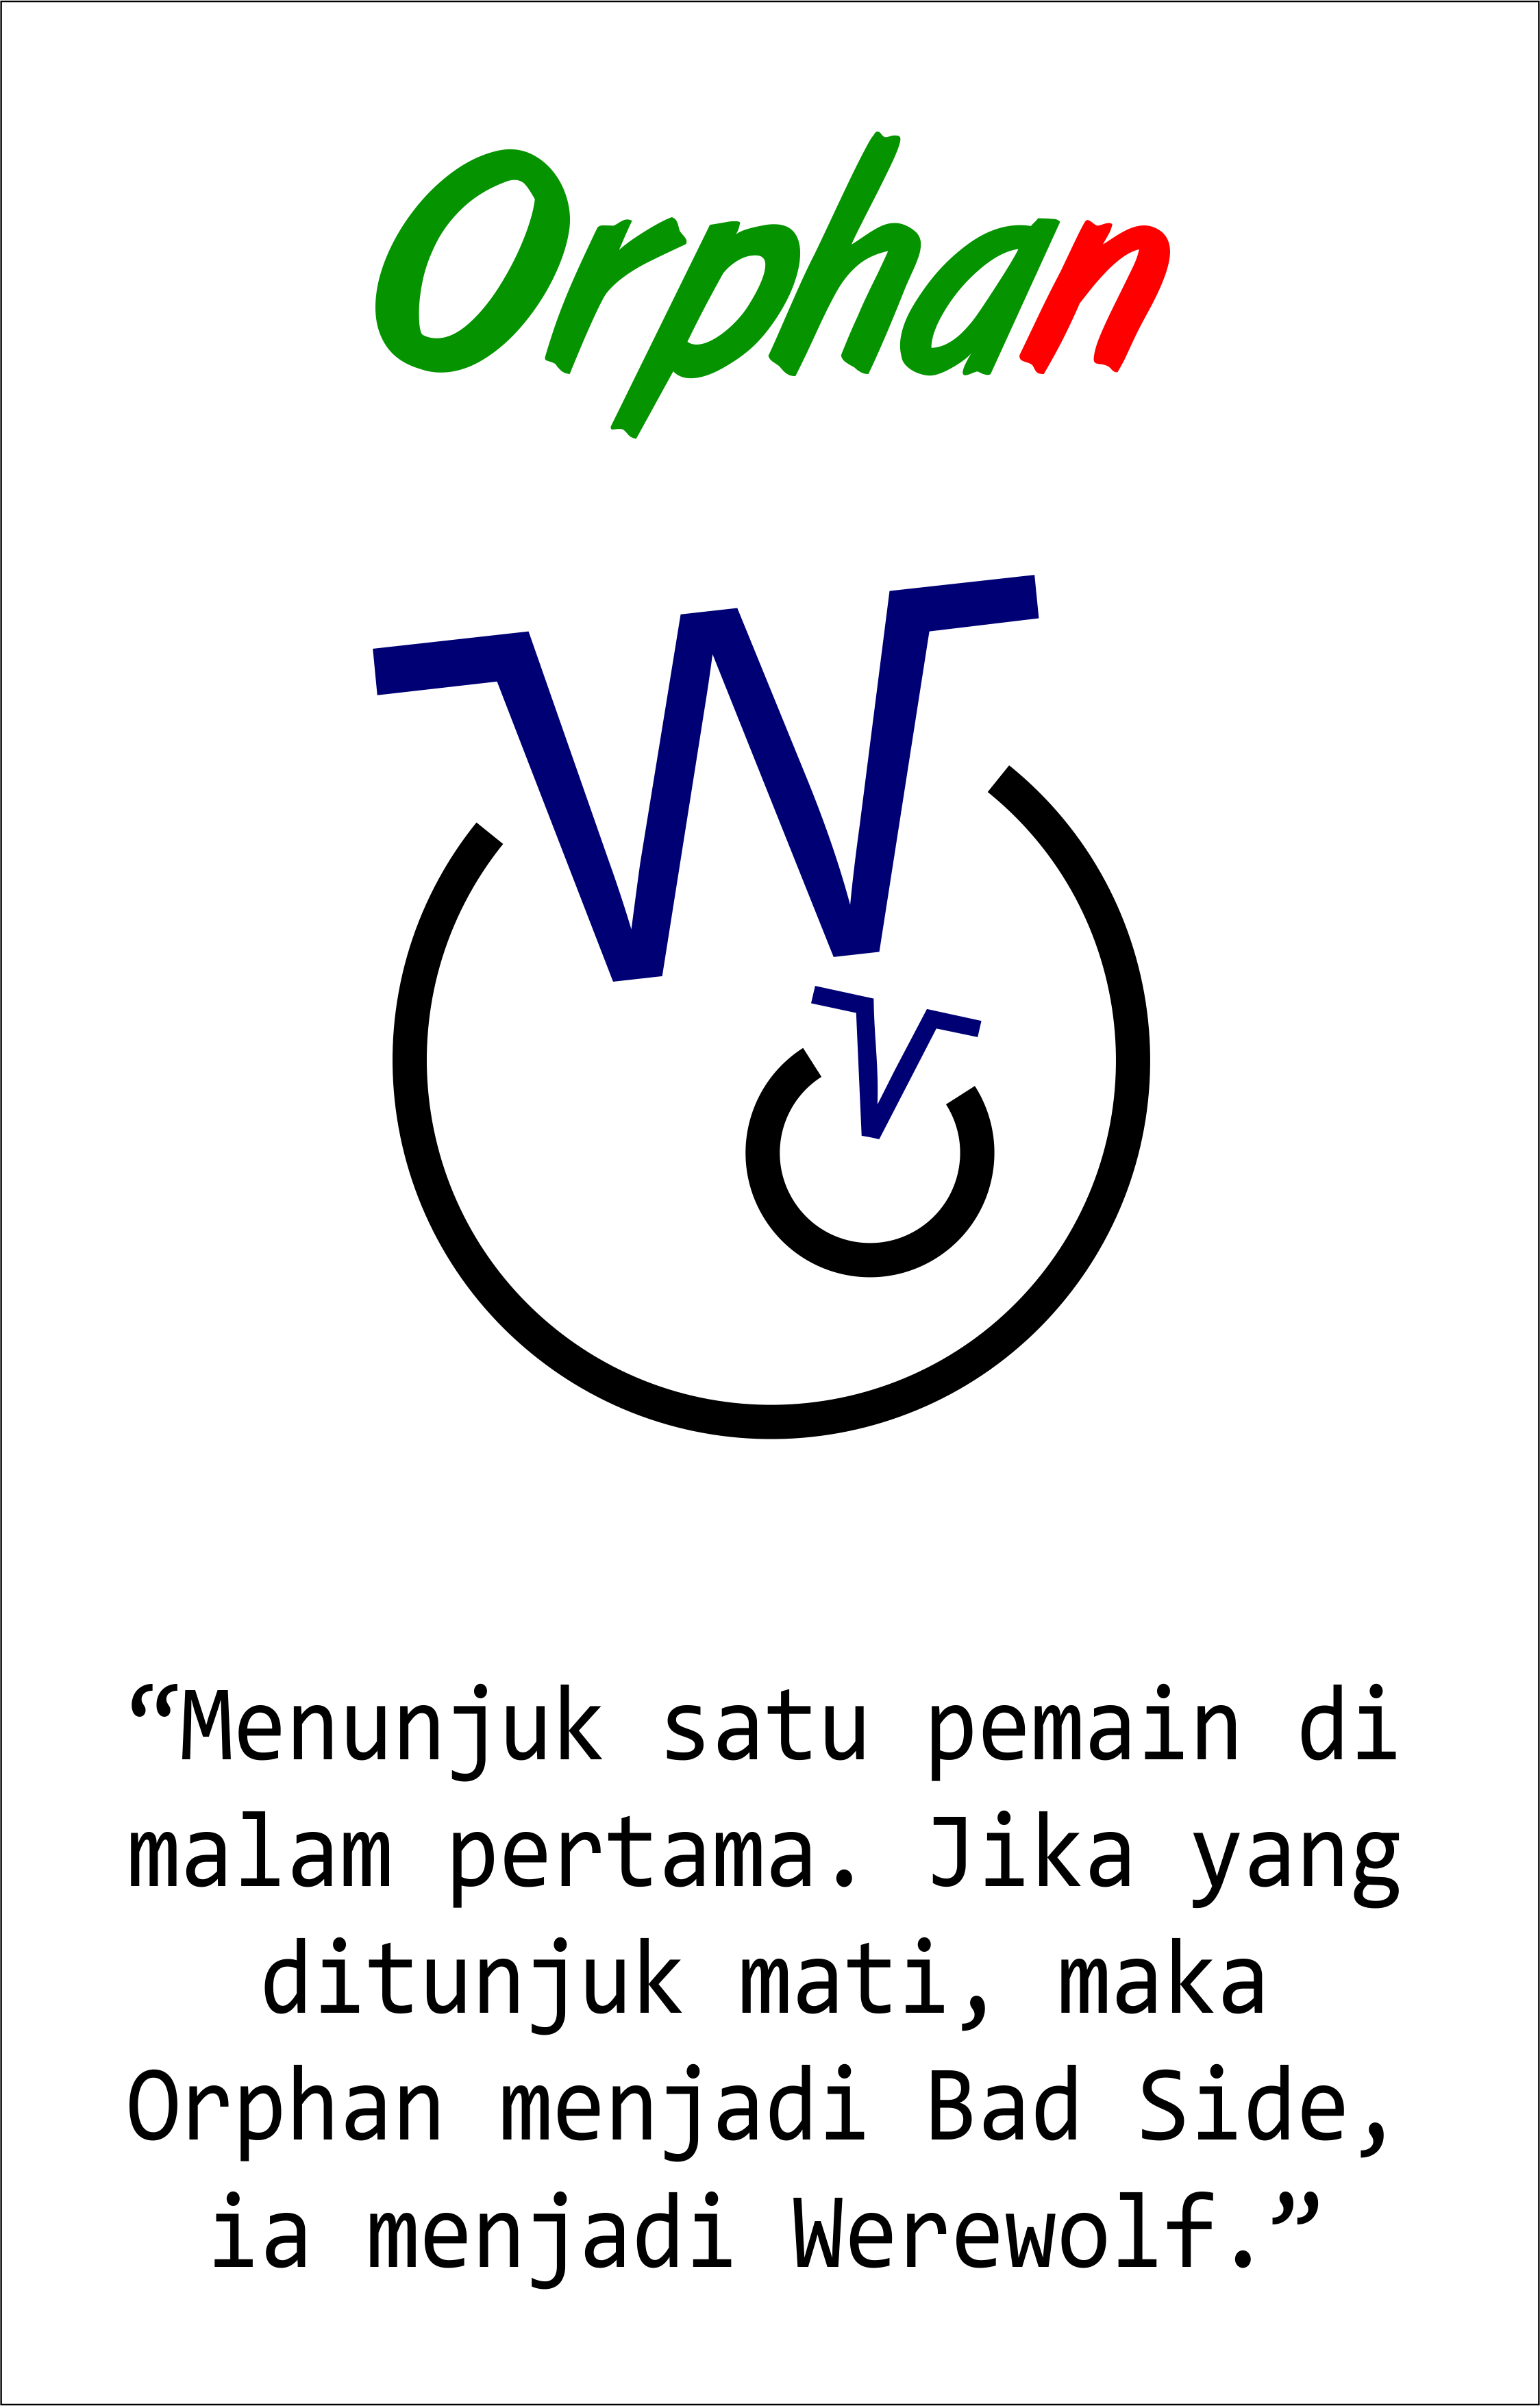 Orphan
W
V
“Menunjuk satu pemain di
malam pertama. Jika yang
ditunjuk mati, maka
Orphan menjadi Bad Side,
ia menjadi Werewolf.”